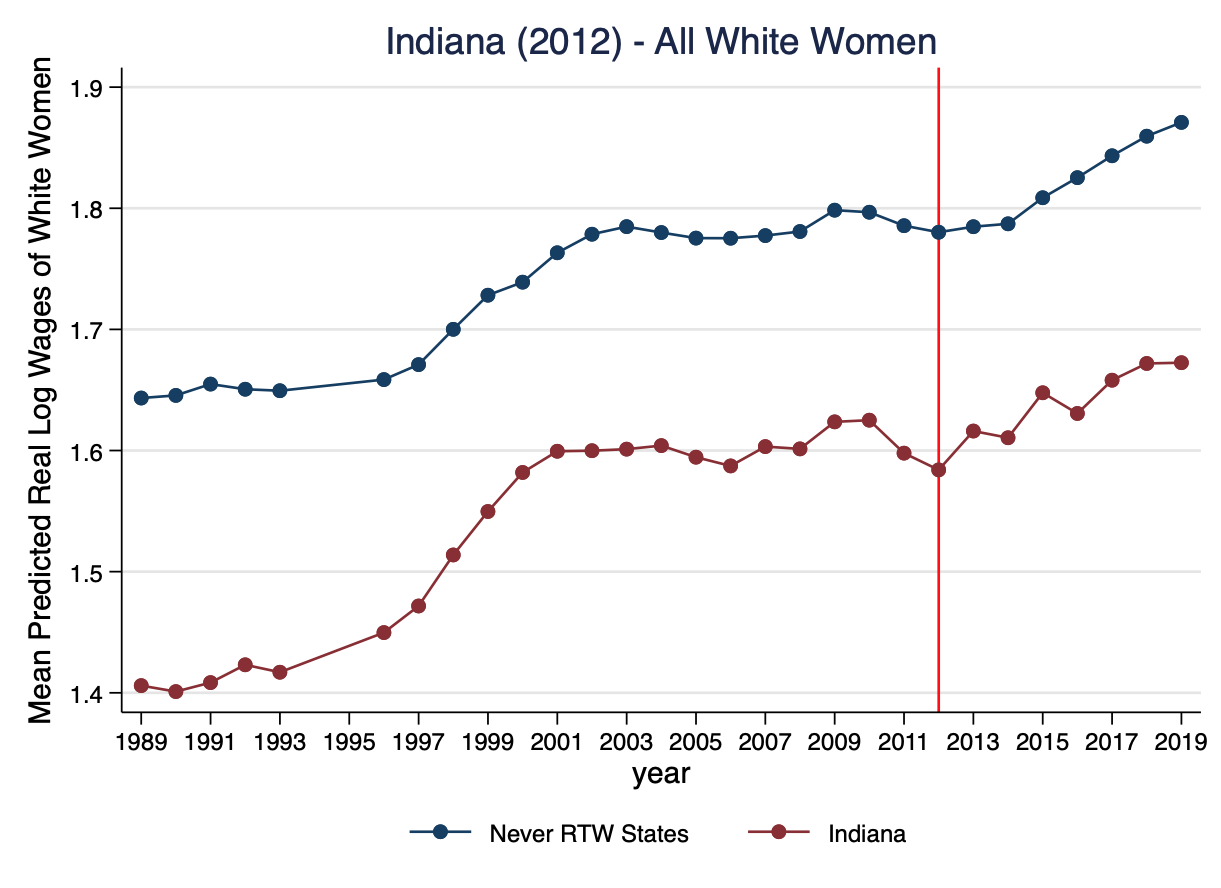 Indiana (2012) - All White Women
Mean Predicted Real Log Wages of White Women
1.9
1.8
1.7
1.6
1.5
1.4
1989 1991 1993 1995 1997 1999 2001 2003 2005 2007 2009 2011 2013 2015 2017 2019
year
Never RTW States Indiana